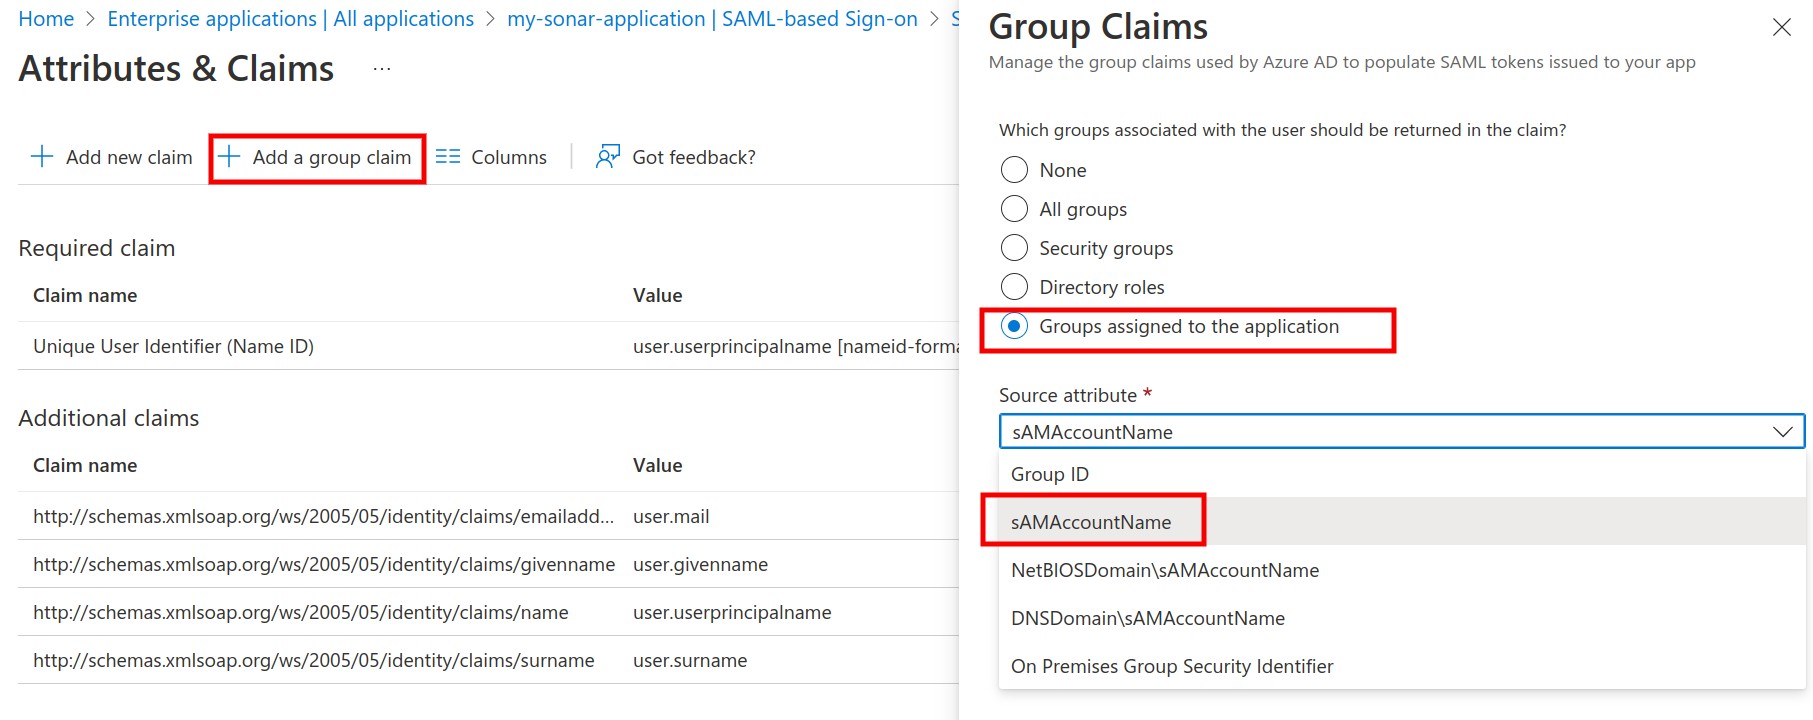 Home > Enterprise applications | All applications > my-sonar-application | SAML-based Sign-on > S
Attributes & Claims ...
Add new claim
Add a group claim
Columns
Got feedback?
Required claim
Claim name Value
Unique User Identifier (Name ID) user.userprincipalname [nameid-forma
Additional claims
Claim name Value
http://schemas.xmlsoap.org/ws/2005/05/identity/claims/emailadd... user.mail
http://schemas.xmlsoap.org/ws/2005/05/identity/claims/givenname user.givenname
http://schemas.xmlsoap.org/ws/2005/05/identity/claims/name user.userprincipalname
http://schemas.xmlsoap.org/ws/2005/05/identity/claims/surname user.surname
Group Claims
Manage the group claims used by Azure AD to populate SAML tokens issued to your app
Which groups associated with the user should be returned in the claim?
None
All groups
Security groups
Directory roles
Groups assigned to the application
Source attribute *
sAMAccountName
Group ID
sAMAccountName
NetBIOSDomain\sAMAccountName
DNSDomain\sAMAccountName
On Premises Group Security Identifier